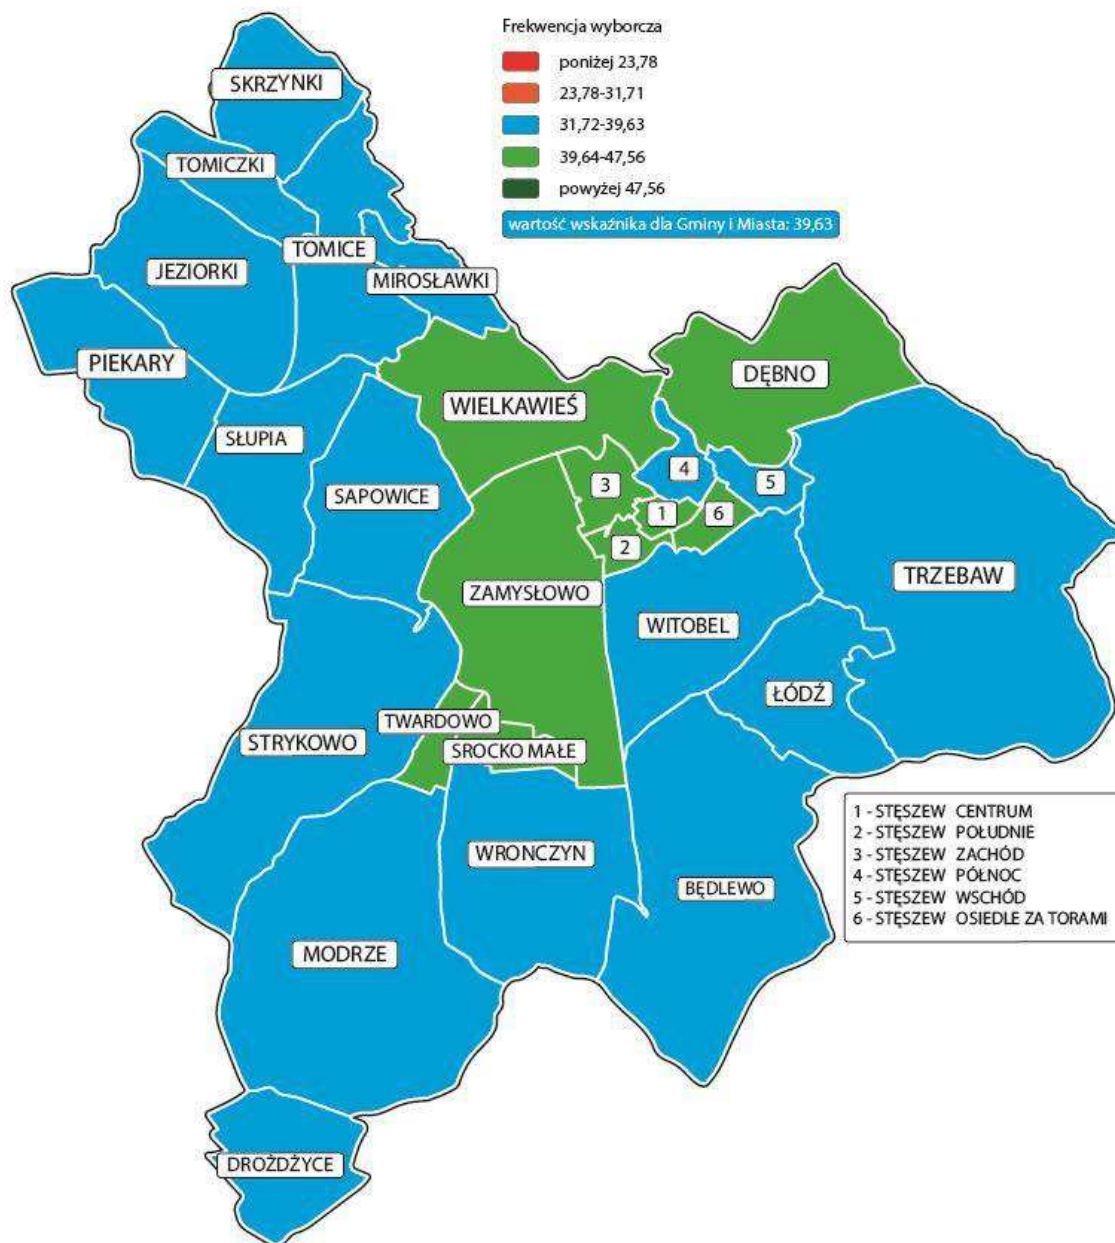 Frekwencja wyborcza
poniżej 23,78
23,78-31,71
31,72-39,63
39,64-47,56
powyżej 47,56
wartość wskaźnika dla Gminy i Miasta: 39,63
SKRZYNKI
TOMICZKI
TOMICE
JEZIORKI
MIROSŁAWKI
PIEKARY
DĘBNO
WIELKAWIEŚ
SŁUPIA
SAPOWICE
3
4
5
1
6
2
ZAMYSŁOWO
TRZEBAW
WITOBEL
ŁÓDŹ
TWARDOWO
STRYKOWO
SROCKO MAŁE
WRONCZYN
BĘDLEWO
MODRZE
DROŻDŻYCE
1 - STĘSZEW CENTRUM
2 - STĘSZEW POŁUDNIE
3 - STĘSZEW ZACHÓD
4 - STĘSZEW PÓŁNOC
5 - STĘSZEW WSCHÓD
6 - STĘSZEW OSIEDLE ZA TORAMI